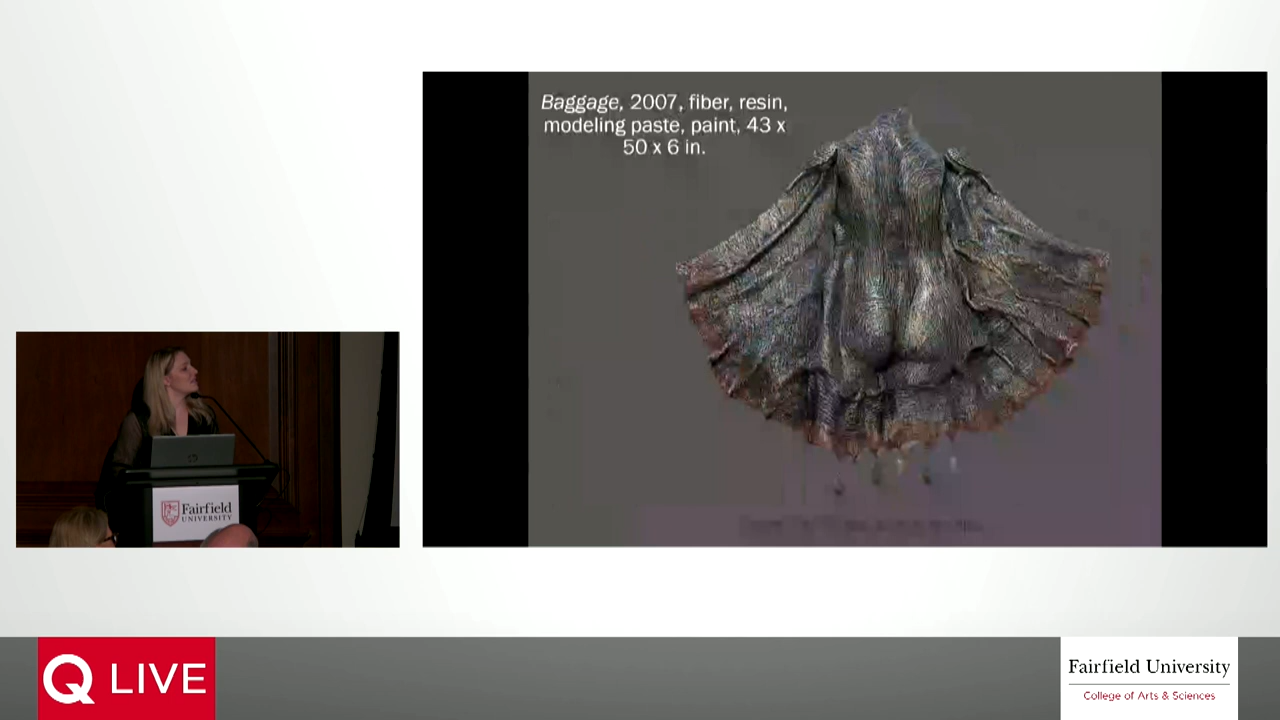 Baggage, 2007, fiber, resin,
modeling paste, paint, 43 x
50 x 6 in.
Fairfield
UNIVERSITY
Q LIVE
Fairfield University
College of Arts & Sciences